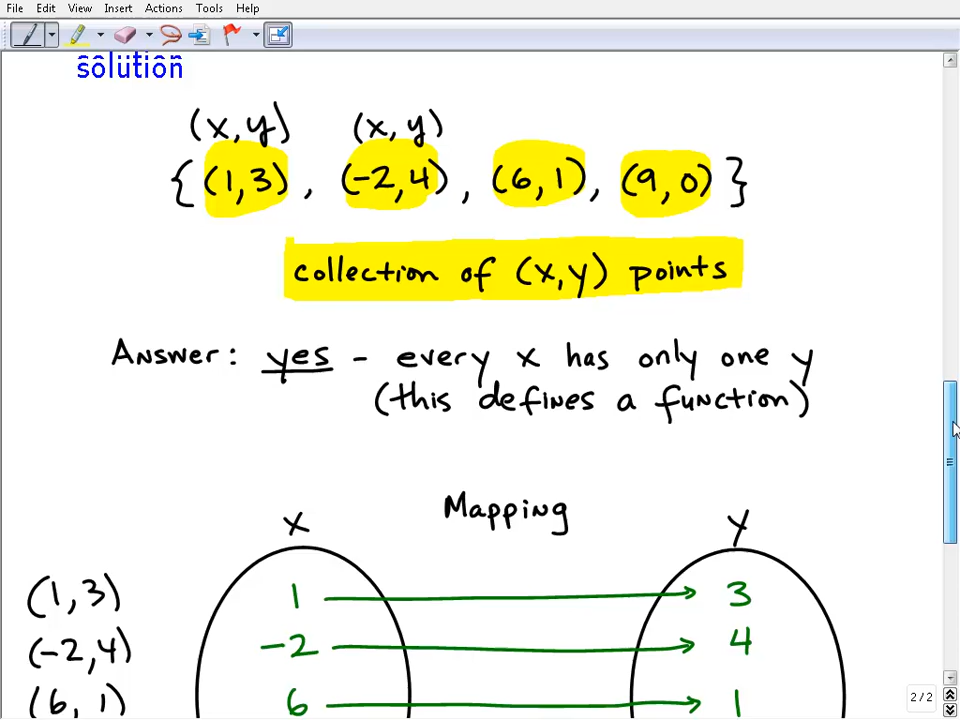 File Edit View Insert Actions Tools Help
solution
(x,y) (x,y)
{(1,3), (-2,4), (6,1), (9,0)}
collection of (x,y) points
Answer: yes - every x has only one y
(this defines a function)
Mapping
x y
(1,3) 1 3
(-2,4) -2 4
(6,1) 6 1
2/2